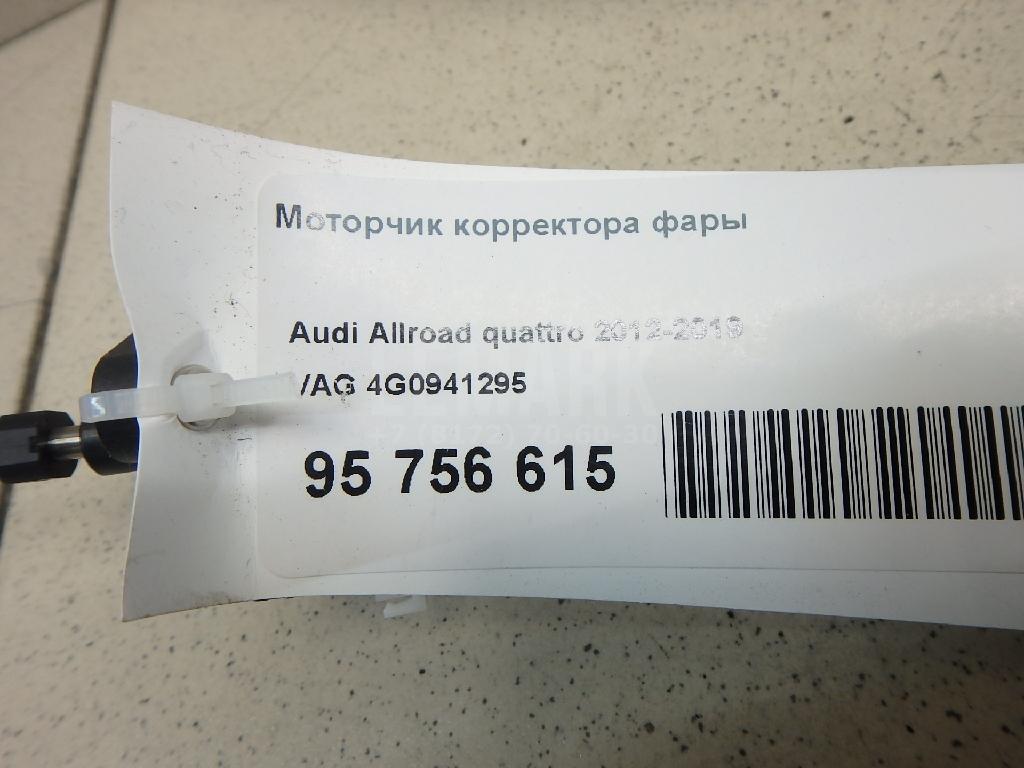 Моторчик корректора фары
Audi Allroad quattro 2012-2019
VAG 4G0941295
95 756 615